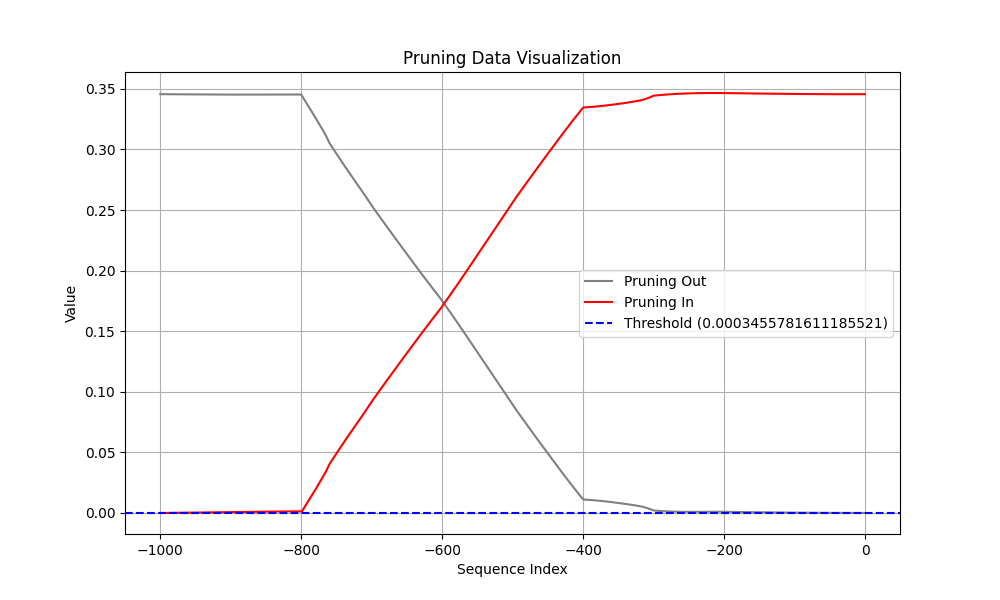 Pruning Data Visualization
0.35
0.30
0.25
0.20
0.15
0.10
0.05
0.00
Value
Pruning Out
Pruning In
Threshold (0.0003455781611185521)
−1000
−800
−600
−400
−200
0
Sequence Index